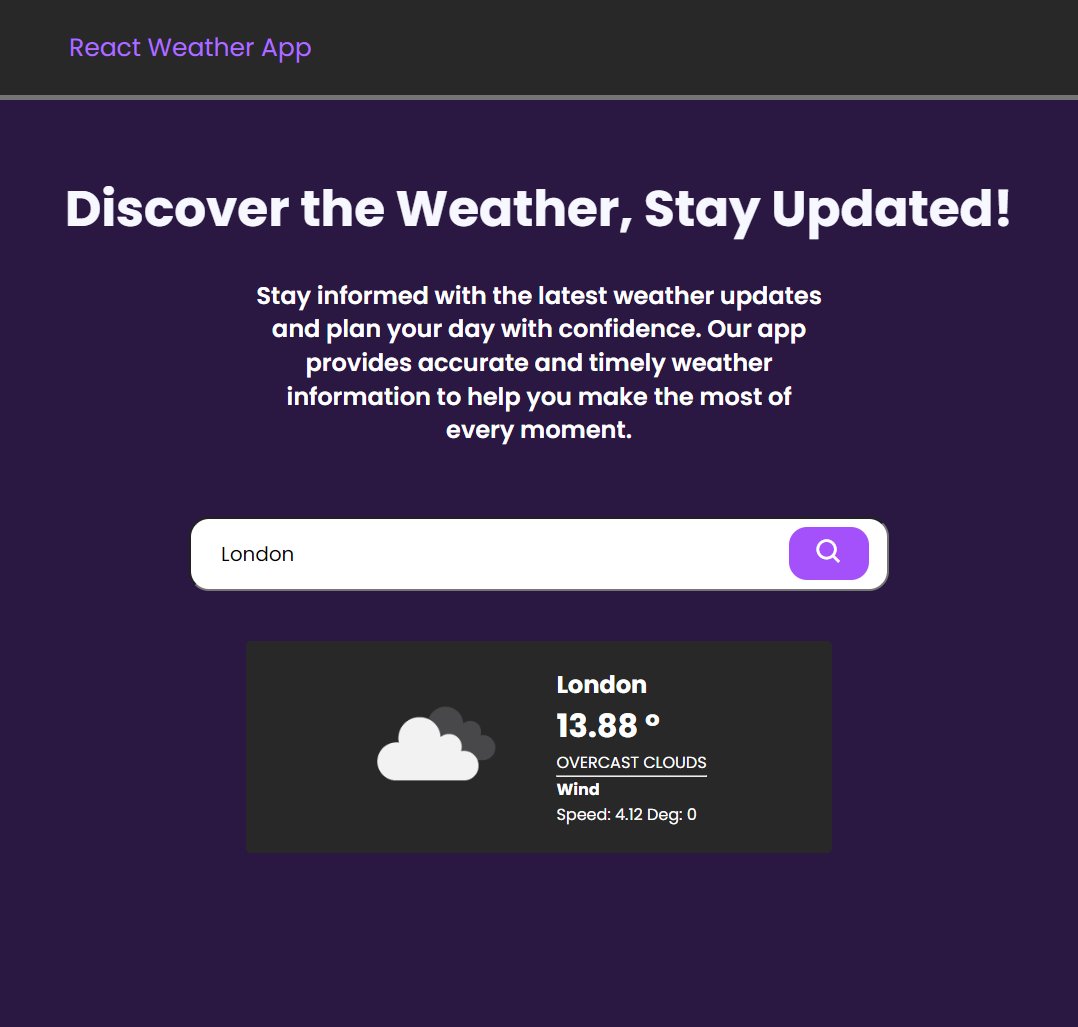 React Weather App
Discover the Weather, Stay Updated!
Stay informed with the latest weather updates
and plan your day with confidence. Our app
provides accurate and timely weather
information to help you make the most of
every moment.
London
London
13.88 º
OVERCAST CLOUDS
Wind
Speed: 4.12 Deg: 0